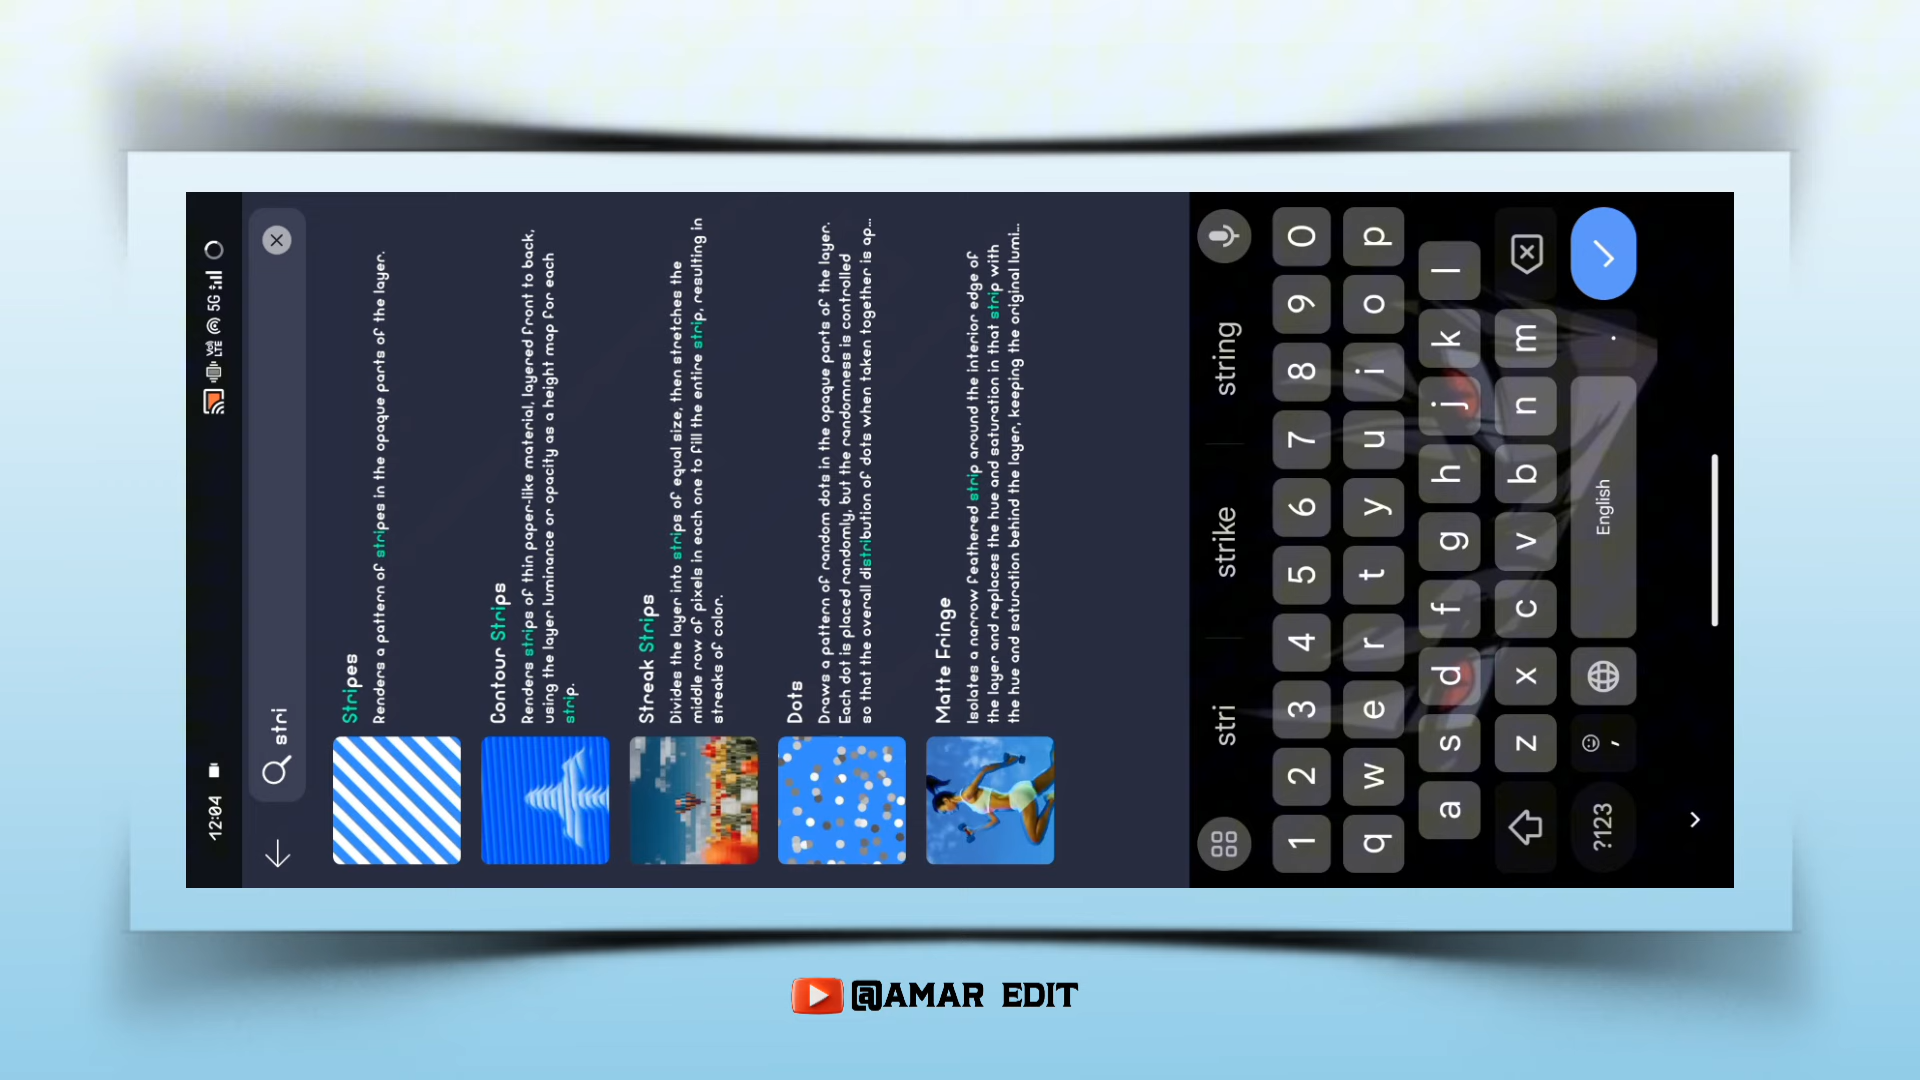 12:04
Vo)
LTE
5G
stri
Stripes
Renders a pattern of stripes in the opaque parts of the layer.
Contour Strips
Renders strips of thin paper-like material, layered front to back,
using the layer luminance or opacity as a height map for each
strip.
Streak Strips
Divides the layer into strips of equal size, then stretches the
middle row of pixels in each one to fill the entire strip, resulting in
streaks of color.
Dots
Draws a pattern of random dots in the opaque parts of the layer.
Each dot is placed randomly, but the randomness is controlled
so that the overall distribution of dots when taken together is ap...
Matte Fringe
Isolates a narrow feathered strip around the interior edge of
the layer and replaces the hue and saturation in that strip with
the hue and saturation behind the layer, keeping the original lumi...
stri strike string
1 2 3 4 5 6 7 8 9 0
q w e r t y u i o p
a s d f g h j k l
z x c v b n m
?123 , English .
@AMAR EDIT